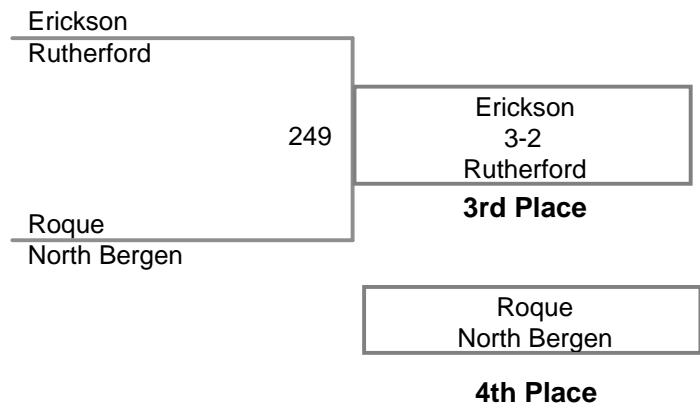 Erickson
Rutherford
249
Erickson
3-2
Rutherford
3rd Place
Roque
North Bergen
Roque
North Bergen
4th Place